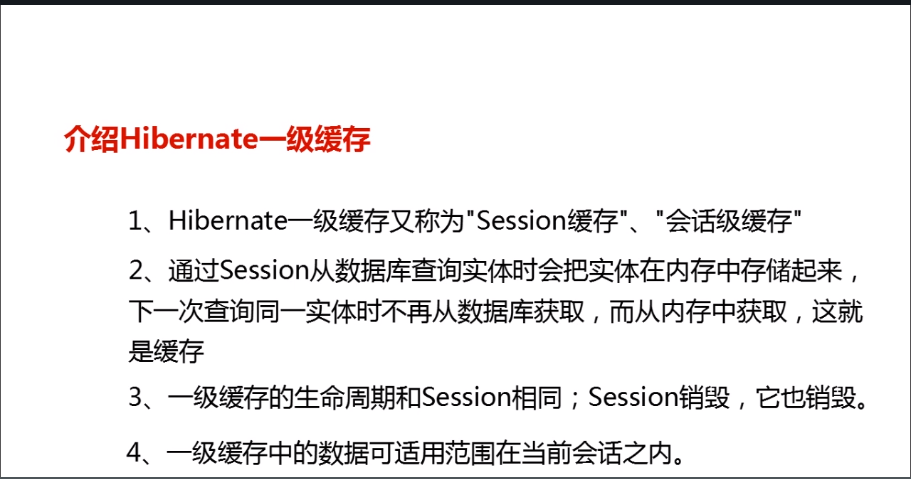 介绍Hibernate一级缓存
1、Hibernate一级缓存又称为"Session缓存"、"会话级缓存"
2、通过Session从数据库查询实体时会把实体在内存中存储起来，
下一次查询同一实体时不再从数据库获取，而从内存中获取，这就
是缓存
3、一级缓存的生命周期和Session相同；Session销毁，它也销毁。
4、一级缓存中的数据可适用范围在当前会话之内。